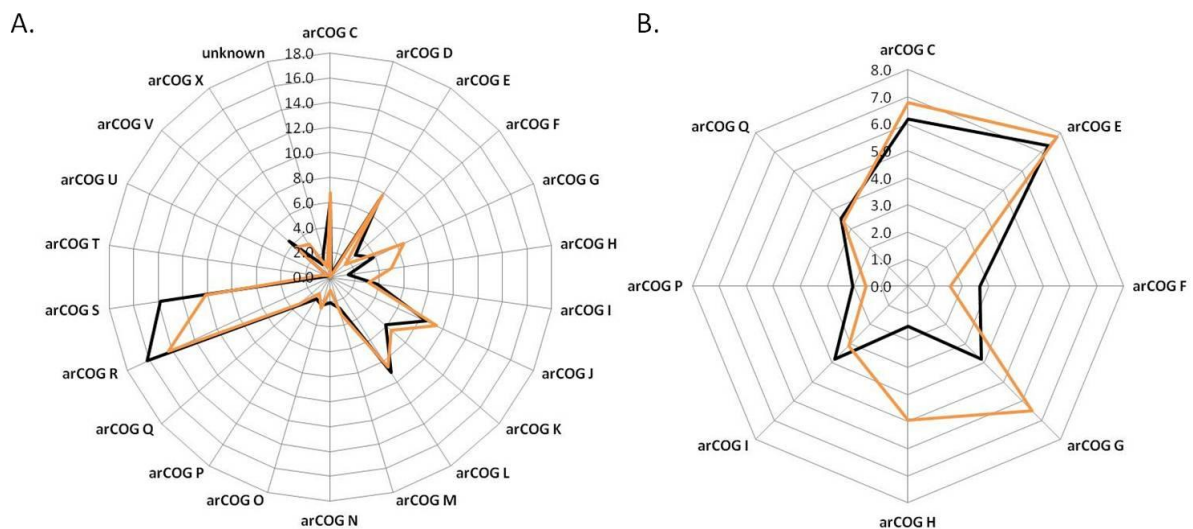 A.
arCOG C
arCOG D
arCOG E
arCOG F
arCOG G
arCOG H
arCOG I
arCOG J
arCOG K
arCOG L
arCOG M
arCOG N
arCOG O
arCOG P
arCOG Q
arCOG R
arCOG S
arCOG T
arCOG U
arCOG V
arCOG X
unknown
18.0
16.0
14.0
12.0
10.0
8.0
6.0
4.0
2.0
0.0
B.
arCOG C
arCOG E
arCOG F
arCOG G
arCOG H
arCOG I
arCOG P
arCOG Q
8.0
7.0
6.0
5.0
4.0
3.0
2.0
1.0
0.0